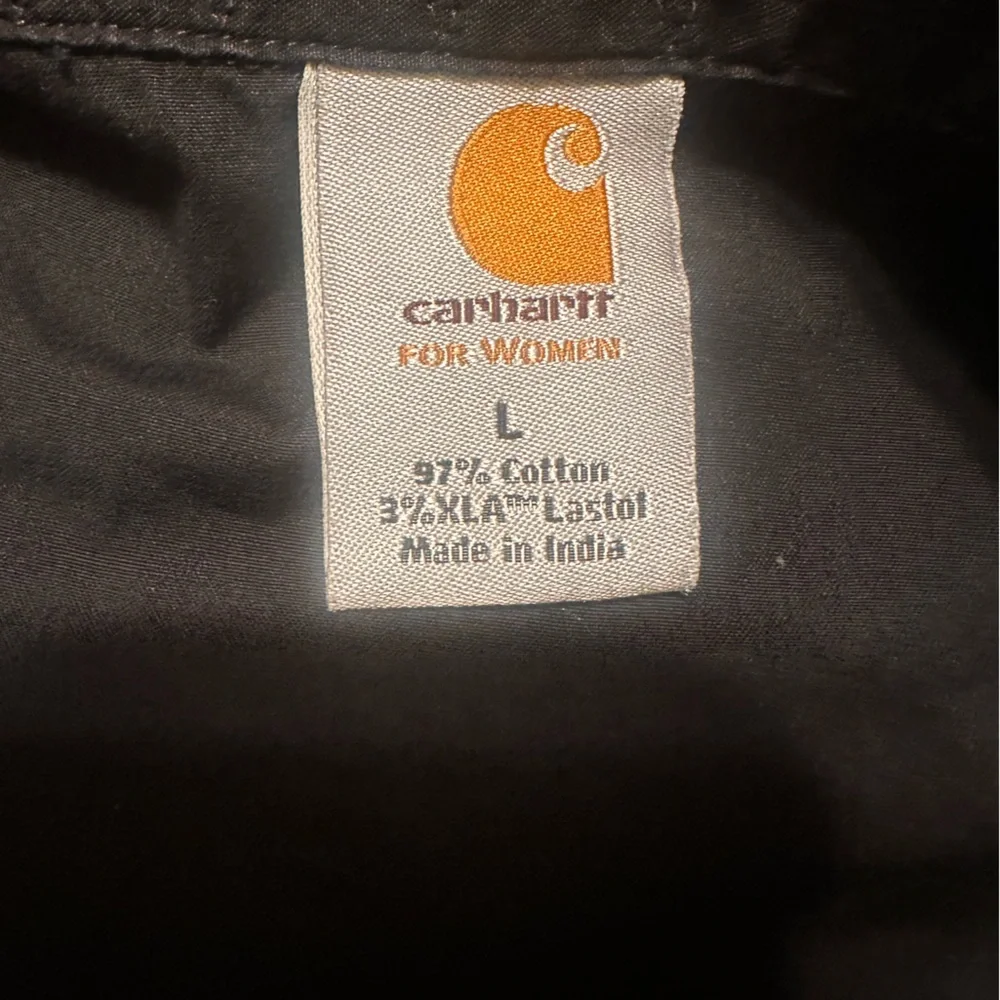 carhartt
FOR WOMEN
L
97% Cotton
3%XLA™ Lastol
Made in India